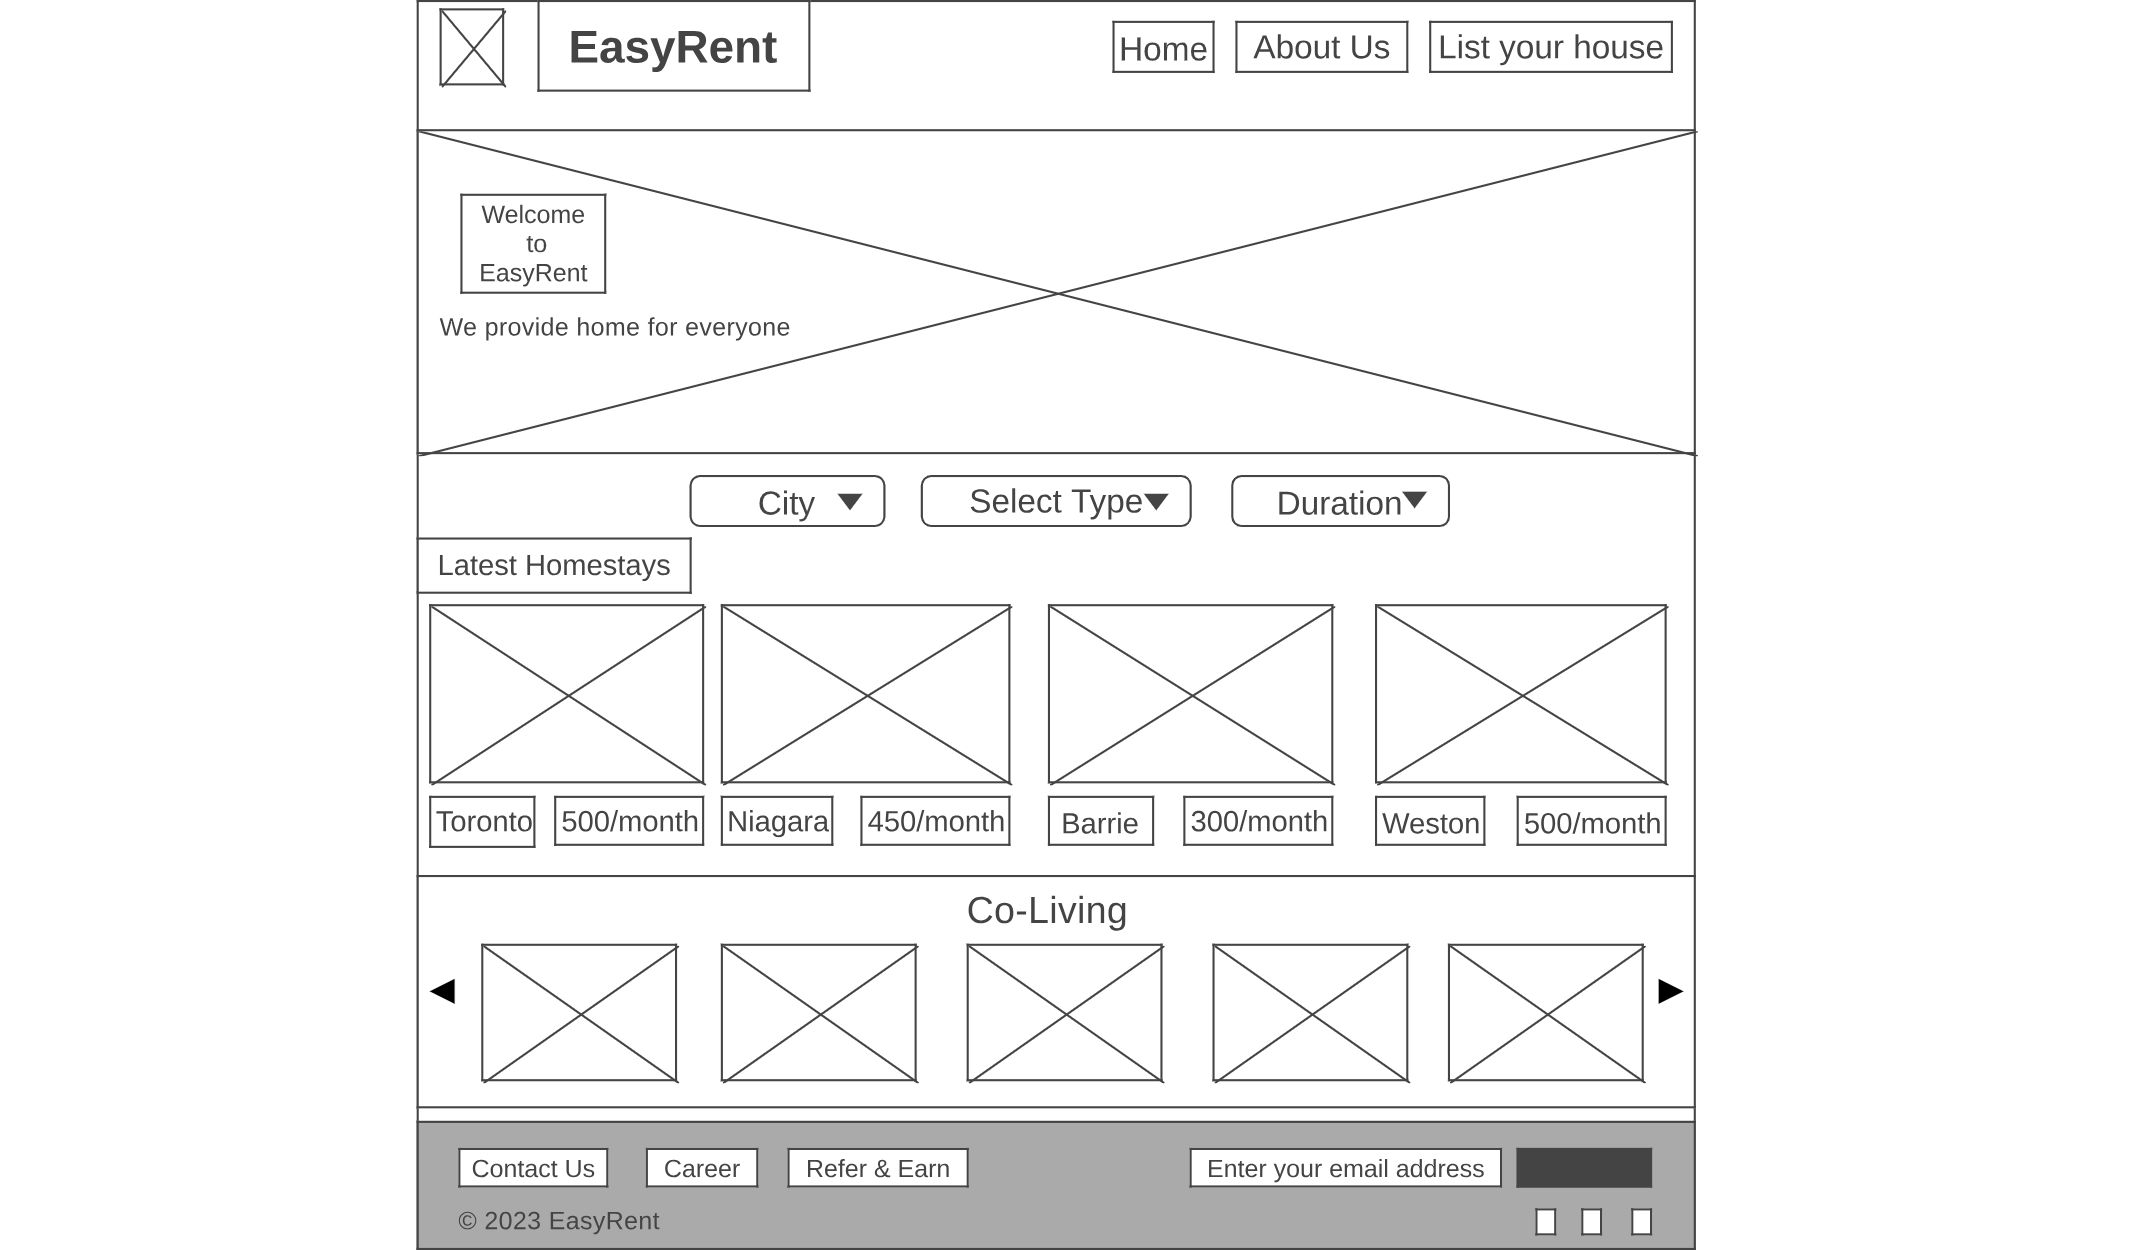 EasyRent
Home
About Us
List your house
Welcome
to
EasyRent
We provide home for everyone
City
Select Type
Duration
Latest Homestays
Toronto
500/month
Niagara
450/month
Barrie
300/month
Weston
500/month
Co-Living
Contact Us
Career
Refer & Earn
Enter your email address
© 2023 EasyRent